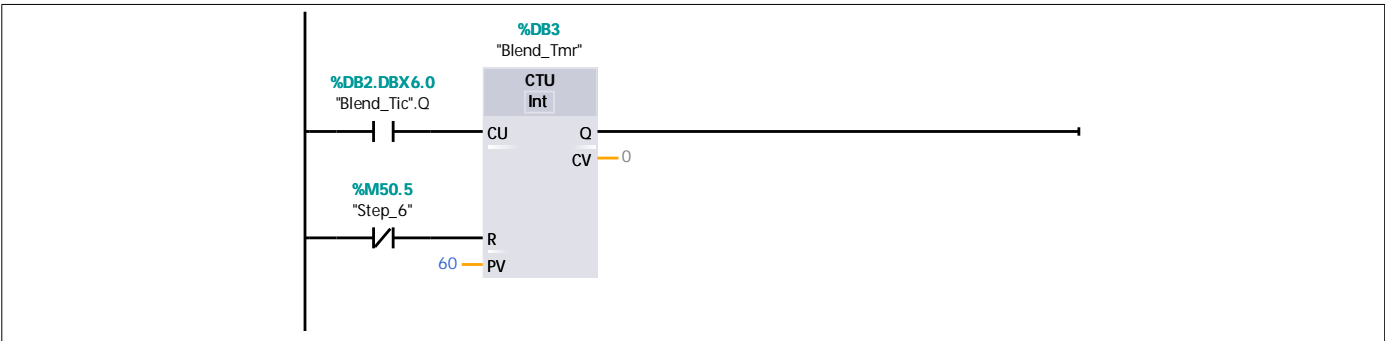 %DB3
"Blend_Tmr"
%DB2.DBX6.0
"Blend_Tic".Q
CTU
Int
CU
Q
CV
0
%M50.5
"Step_6"
R
60
PV